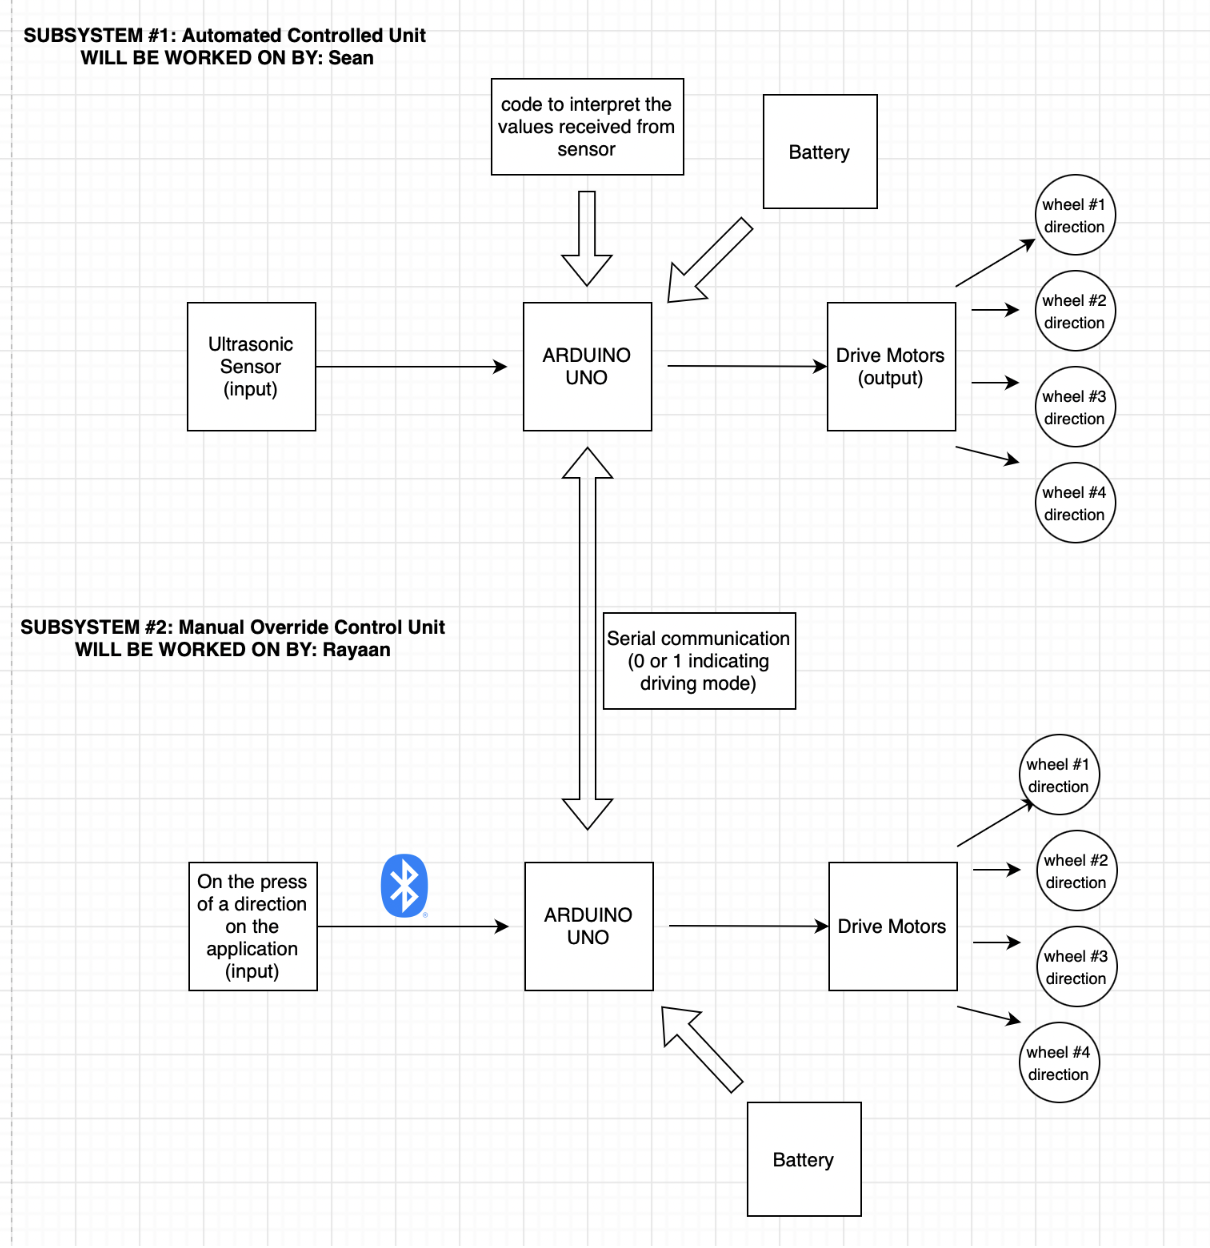 SUBSYSTEM #1: Automated Controlled Unit
WILL BE WORKED ON BY: Sean
code to interpret the
values received from
sensor
Battery
wheel #1
direction
wheel #2
direction
Ultrasonic
Sensor
(input)
ARDUINO
UNO
Drive Motors
(output)
wheel #3
direction
wheel #4
direction
SUBSYSTEM #2: Manual Override Control Unit
WILL BE WORKED ON BY: Rayaan
Serial communication
(0 or 1 indicating
driving mode)
wheel #1
direction
wheel #2
direction
On the press
of a direction
on the
application
(input)
ARDUINO
UNO
Drive Motors
wheel #3
direction
wheel #4
direction
Battery